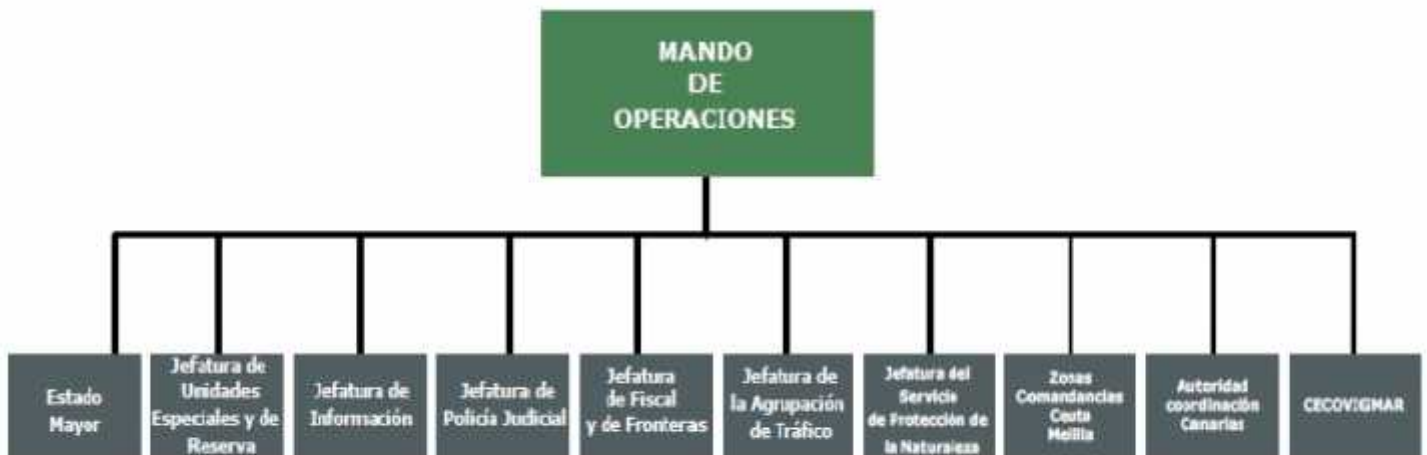 MANDO
DE
OPERACIONES
Estado
Mayor
Jefatura de
Unidades
Especiales y de
Reserva
Jefatura de
Información
Jefatura de
Policía Judicial
Jefatura
de Fiscal
y de Fronteras
Jefatura de
la Agrupación
de Tráfico
Jefatura del
Servicio
de Protección de
la Naturaleza
Zonas
Comandancias
Ceuta
Melilla
Autoridad
coordinación
Canarias
CECOVIGMAR